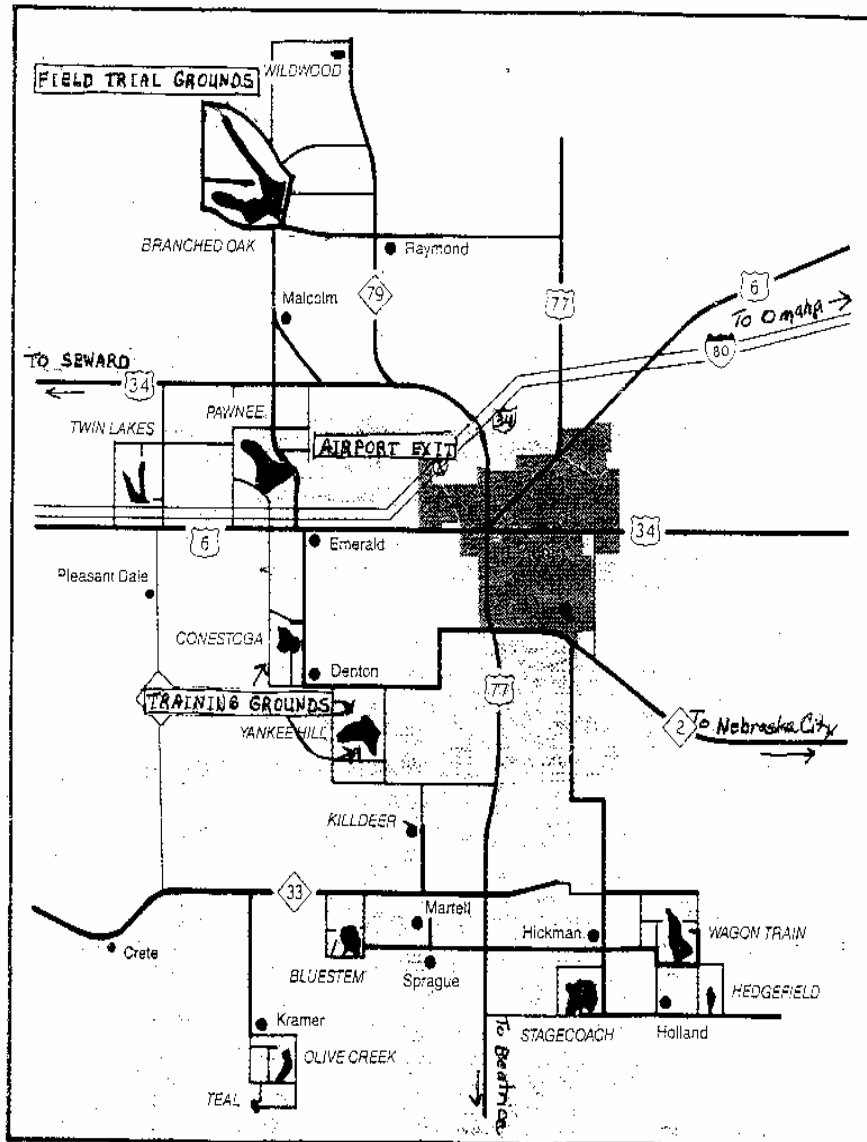 WILDWOOD
FIELD TRIAL GROUNDS
BRANCHED OAK
Raymond
79
Malcolm
77
6
To Omaha
80
TO SEWARD
34
34
PAWNEE
TWIN LAKES
AIRPORT EXIT
6
Emerald
34
Pleasant Dale
CONESTOGA
Denton
77
TRAINING GROUNDS
YANKEE HILL
2
To Nebraska City
KILLDEER
33
Martell
Hickman
WAGON TRAIN
Crete
BLUESTEM
Sprague
HEDGEFIELD
Kramer
STAGECOACH
Holland
OLIVE CREEK
To Beatrice
TEAL